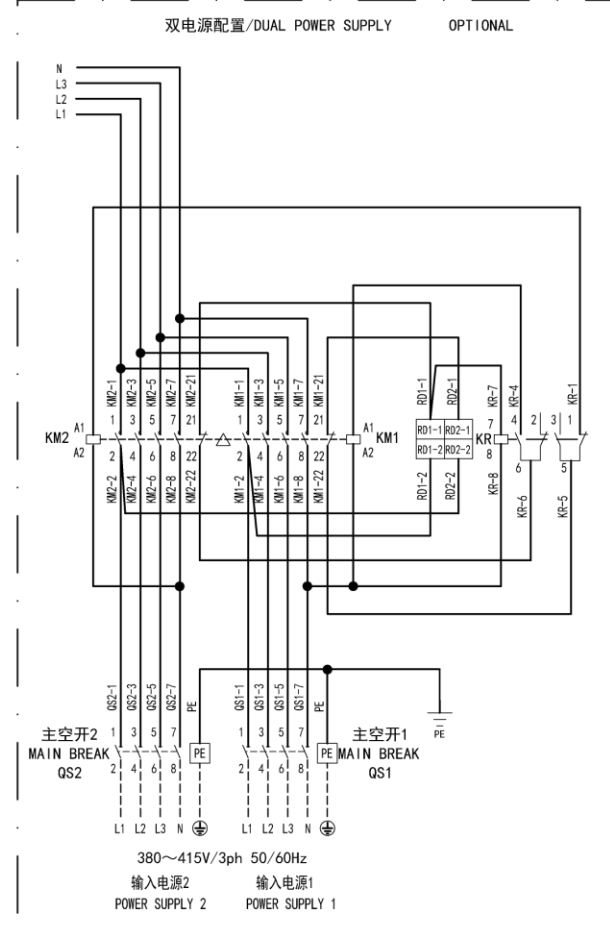 双电源配置/DUAL POWER SUPPLY OPTIONAL
N
L3
L2
L1
KM2-1 KM2-3 KM2-5 KM2-7 KM2-21 KM1-1 KM1-3 KM1-5 KM1-7 KM1-21 RD1-1 RD2-1 KR-7 KR-4 KR-1
1 3 5 7 21 1 3 5 7 21 7 4 2 3 1
KM2 A1 A1 KM1 RD1-1 RD2-1 KR
A2 A2 RD1-2 RD2-2 8
2 4 6 8 22 2 4 6 8 22 6 5
KM2-2 KM2-4 KM2-6 KM2-8 KM2-22 KM1-2 KM1-4 KM1-6 KM1-8 KM1-22 RD1-2 RD2-2 KR-8 KR-6 KR-5
QS2-1 QS2-3 QS2-5 QS2-7 PE QS1-1 QS1-3 QS1-5 QS1-7 PE
PE
主空开2 1 3 5 7 1 3 5 7 主空开1
MAIN BREAK PE PE MAIN BREAK
QS2 2 4 6 8 2 4 6 8 QS1
L1 L2 L3 N L1 L2 L3 N
380～415V/3ph 50/60Hz
输入电源2 输入电源1
POWER SUPPLY 2 POWER SUPPLY 1